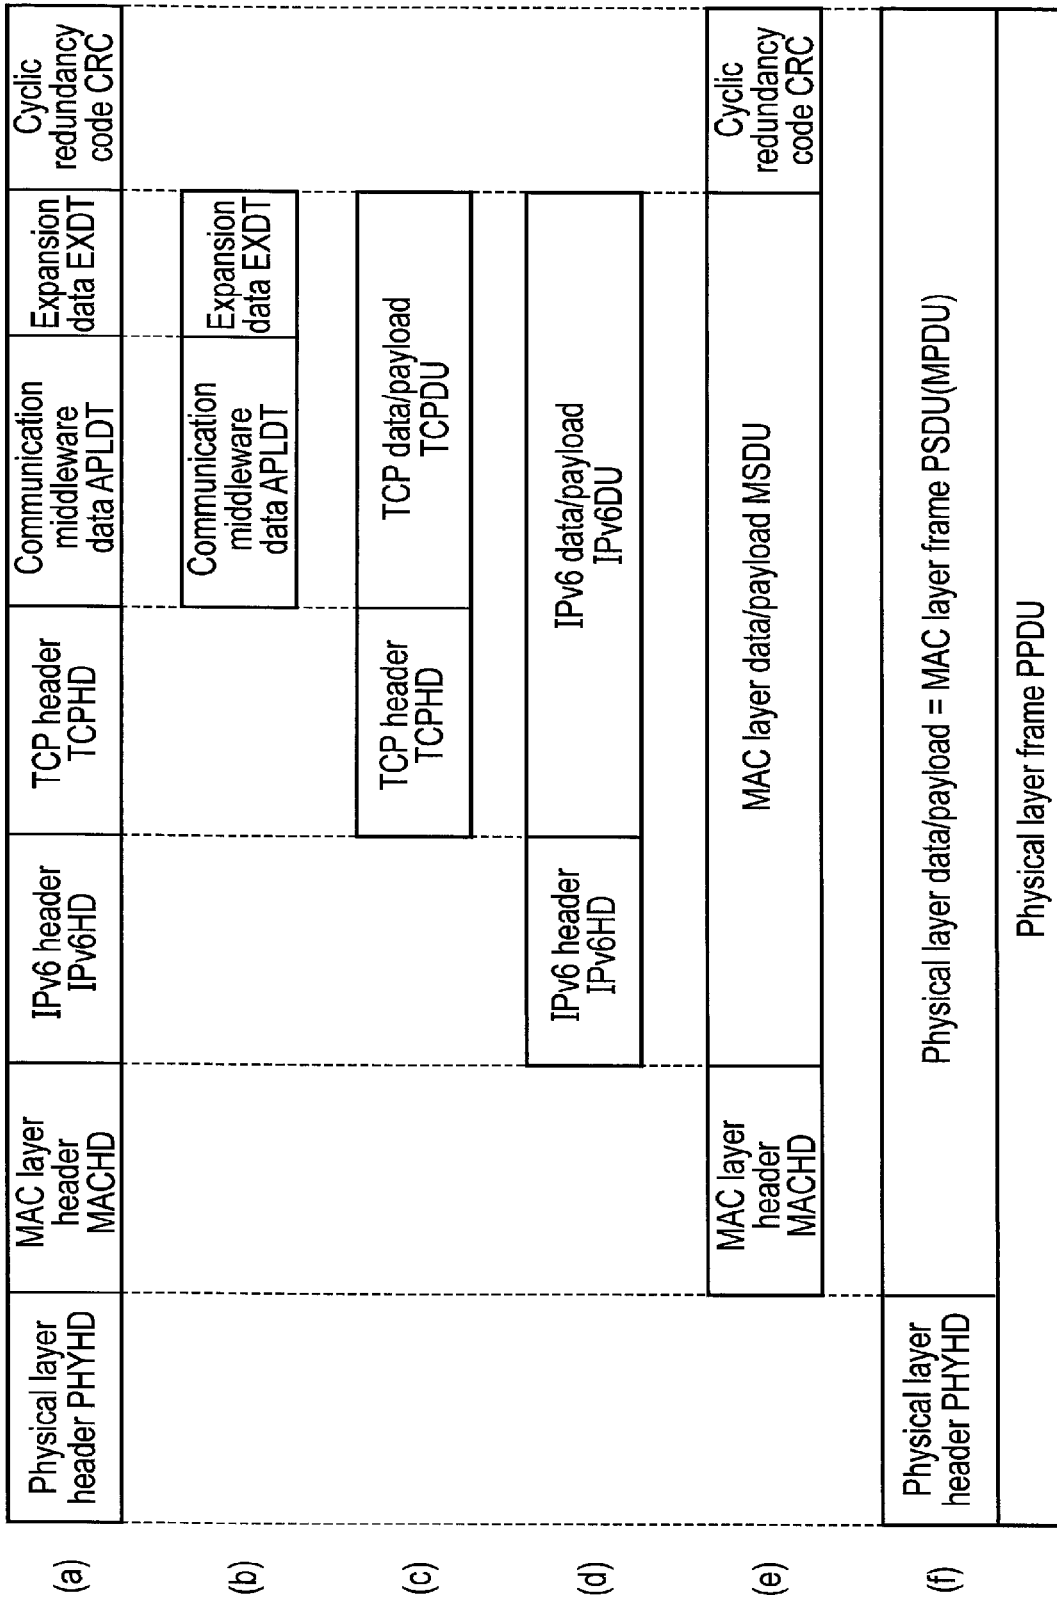 (a)
Physical layer
header PHYHD
MAC layer
header
MACHD
IPv6 header
IPv6HD
TCP header
TCPHD
Communication
middleware
data APLDT
Expansion
data EXDT
Cyclic
redundancy
code CRC
(b)
Communication
middleware
data APLDT
Expansion
data EXDT
(c)
TCP header
TCPHD
TCP data/payload
TCPDU
(d)
IPv6 header
IPv6HD
IPv6 data/payload
IPv6DU
(e)
MAC layer
header
MACHD
MAC layer data/payload MSDU
Cyclic
redundancy
code CRC
(f)
Physical layer
header PHYHD
Physical layer data/payload = MAC layer frame PSDU(MPDU)
Physical layer frame PPDU